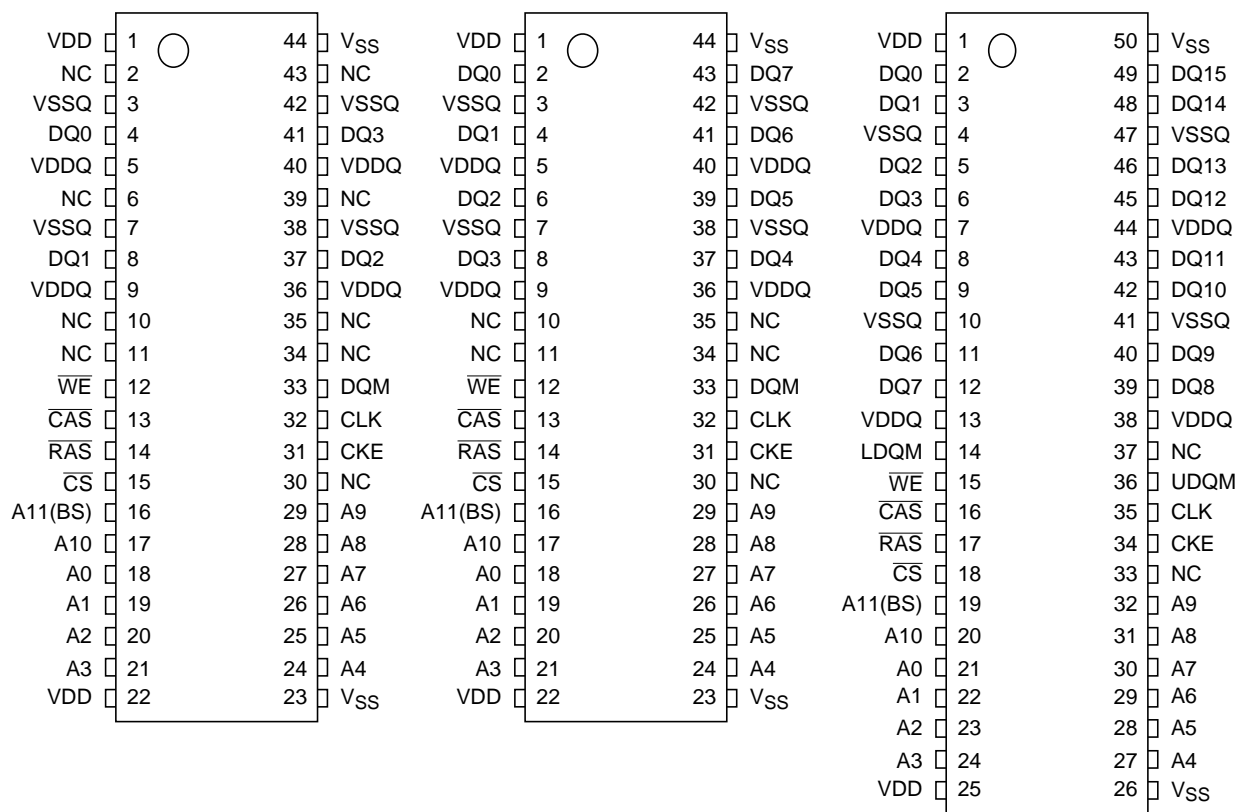 VDD 1 44 VSS
NC 2 43 NC
VSSQ 3 42 VSSQ
DQ0 4 41 DQ3
VDDQ 5 40 VDDQ
NC 6 39 NC
VSSQ 7 38 VSSQ
DQ1 8 37 DQ2
VDDQ 9 36 VDDQ
NC 10 35 NC
NC 11 34 NC
W̅E̅ 12 33 DQM
C̅A̅S̅ 13 32 CLK
R̅A̅S̅ 14 31 CKE
C̅S̅ 15 30 NC
A11(BS) 16 29 A9
A10 17 28 A8
A0 18 27 A7
A1 19 26 A6
A2 20 25 A5
A3 21 24 A4
VDD 22 23 VSS
VDD 1 44 VSS
DQ0 2 43 DQ7
VSSQ 3 42 VSSQ
DQ1 4 41 DQ6
VDDQ 5 40 VDDQ
DQ2 6 39 DQ5
VSSQ 7 38 VSSQ
DQ3 8 37 DQ4
VDDQ 9 36 VDDQ
NC 10 35 NC
NC 11 34 NC
W̅E̅ 12 33 DQM
C̅A̅S̅ 13 32 CLK
R̅A̅S̅ 14 31 CKE
C̅S̅ 15 30 NC
A11(BS) 16 29 A9
A10 17 28 A8
A0 18 27 A7
A1 19 26 A6
A2 20 25 A5
A3 21 24 A4
VDD 22 23 VSS
VDD 1 50 VSS
DQ0 2 49 DQ15
DQ1 3 48 DQ14
VSSQ 4 47 VSSQ
DQ2 5 46 DQ13
DQ3 6 45 DQ12
VDDQ 7 44 VDDQ
DQ4 8 43 DQ11
DQ5 9 42 DQ10
VSSQ 10 41 VSSQ
DQ6 11 40 DQ9
DQ7 12 39 DQ8
VDDQ 13 38 VDDQ
LDQM 14 37 NC
W̅E̅ 15 36 UDQM
C̅A̅S̅ 16 35 CLK
R̅A̅S̅ 17 34 CKE
C̅S̅ 18 33 NC
A11(BS) 19 32 A9
A10 20 31 A8
A0 21 30 A7
A1 22 29 A6
A2 23 28 A5
A3 24 27 A4
VDD 25 26 VSS